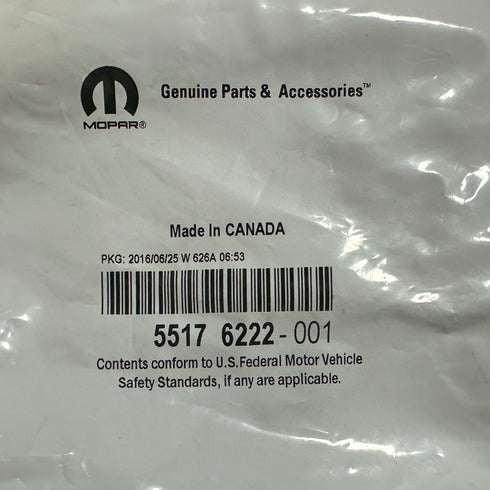 Genuine Parts & Accessories™
MOPAR®
Made In CANADA
PKG: 2016/06/25 W 626A 06:53
5517 6222-001
Contents conform to U.S.Federal Motor Vehicle
Safety Standards, if any are applicable.